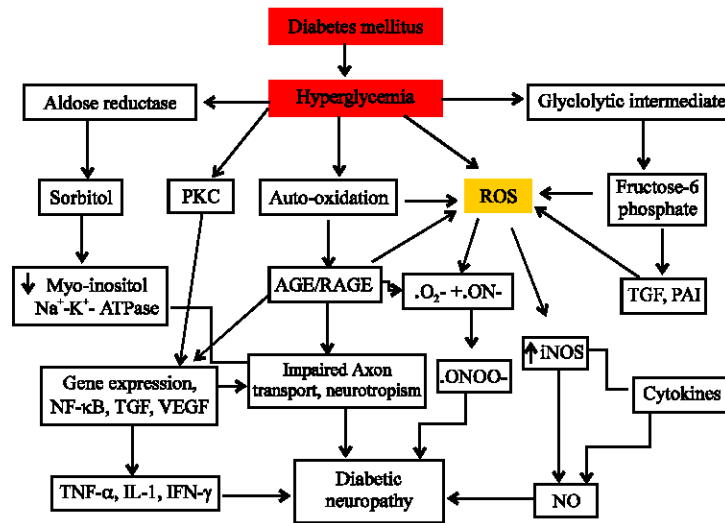 Diabetes mellitus
Aldose reductase
Hyperglycemia
Glyclolytic intermediate
Sorbitol
PKC
Auto-oxidation
ROS
Fructose-6
phosphate
↓ Myo-inositol
Na⁺-K⁺- ATPase
AGE/RAGE
.O₂- +.ON-
TGF, PAI
Gene expression,
NF-κB, TGF, VEGF
Impaired Axon
transport, neurotropism
.ONOO-
↑ iNOS
Cytokines
TNF-α, IL-1, IFN-γ
Diabetic
neuropathy
NO